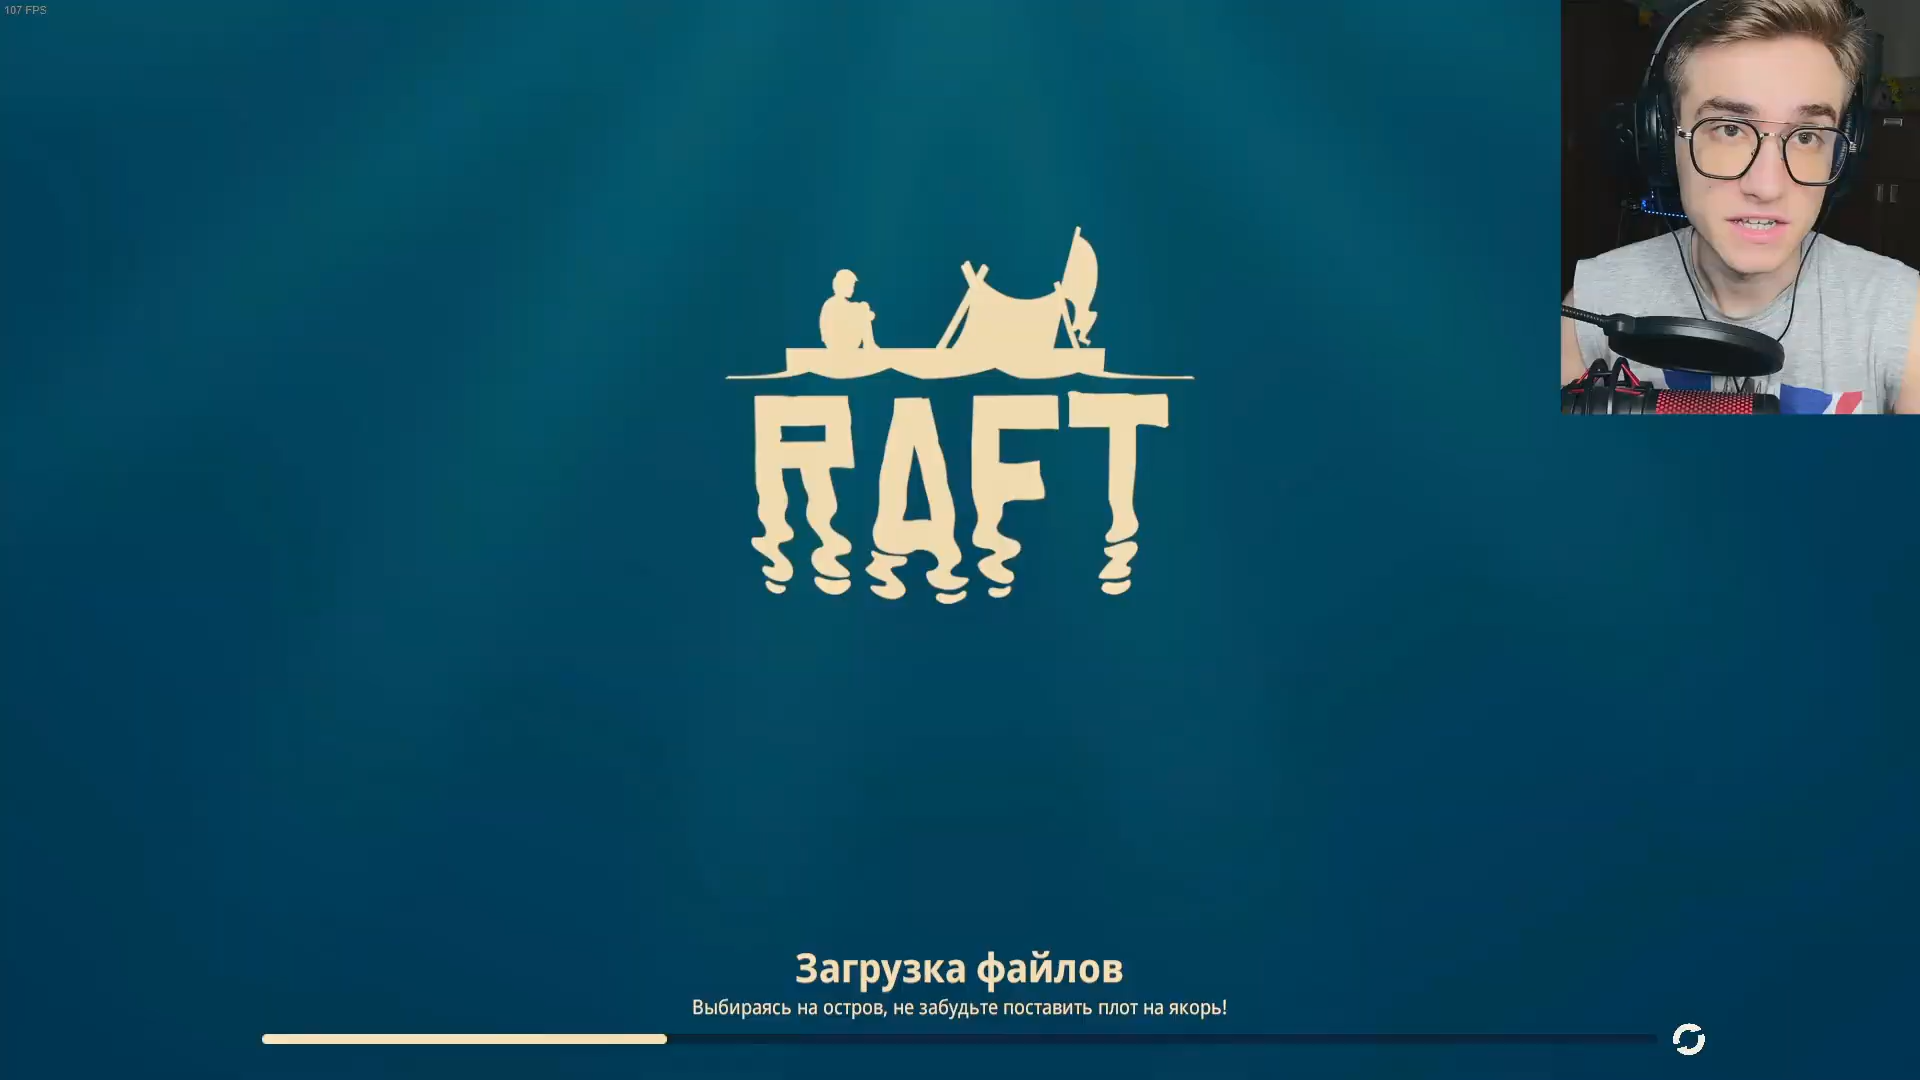 107 FPS
RAFT
Загрузка файлов
Выбираясь на остров, не забудьте поставить плот на якорь!